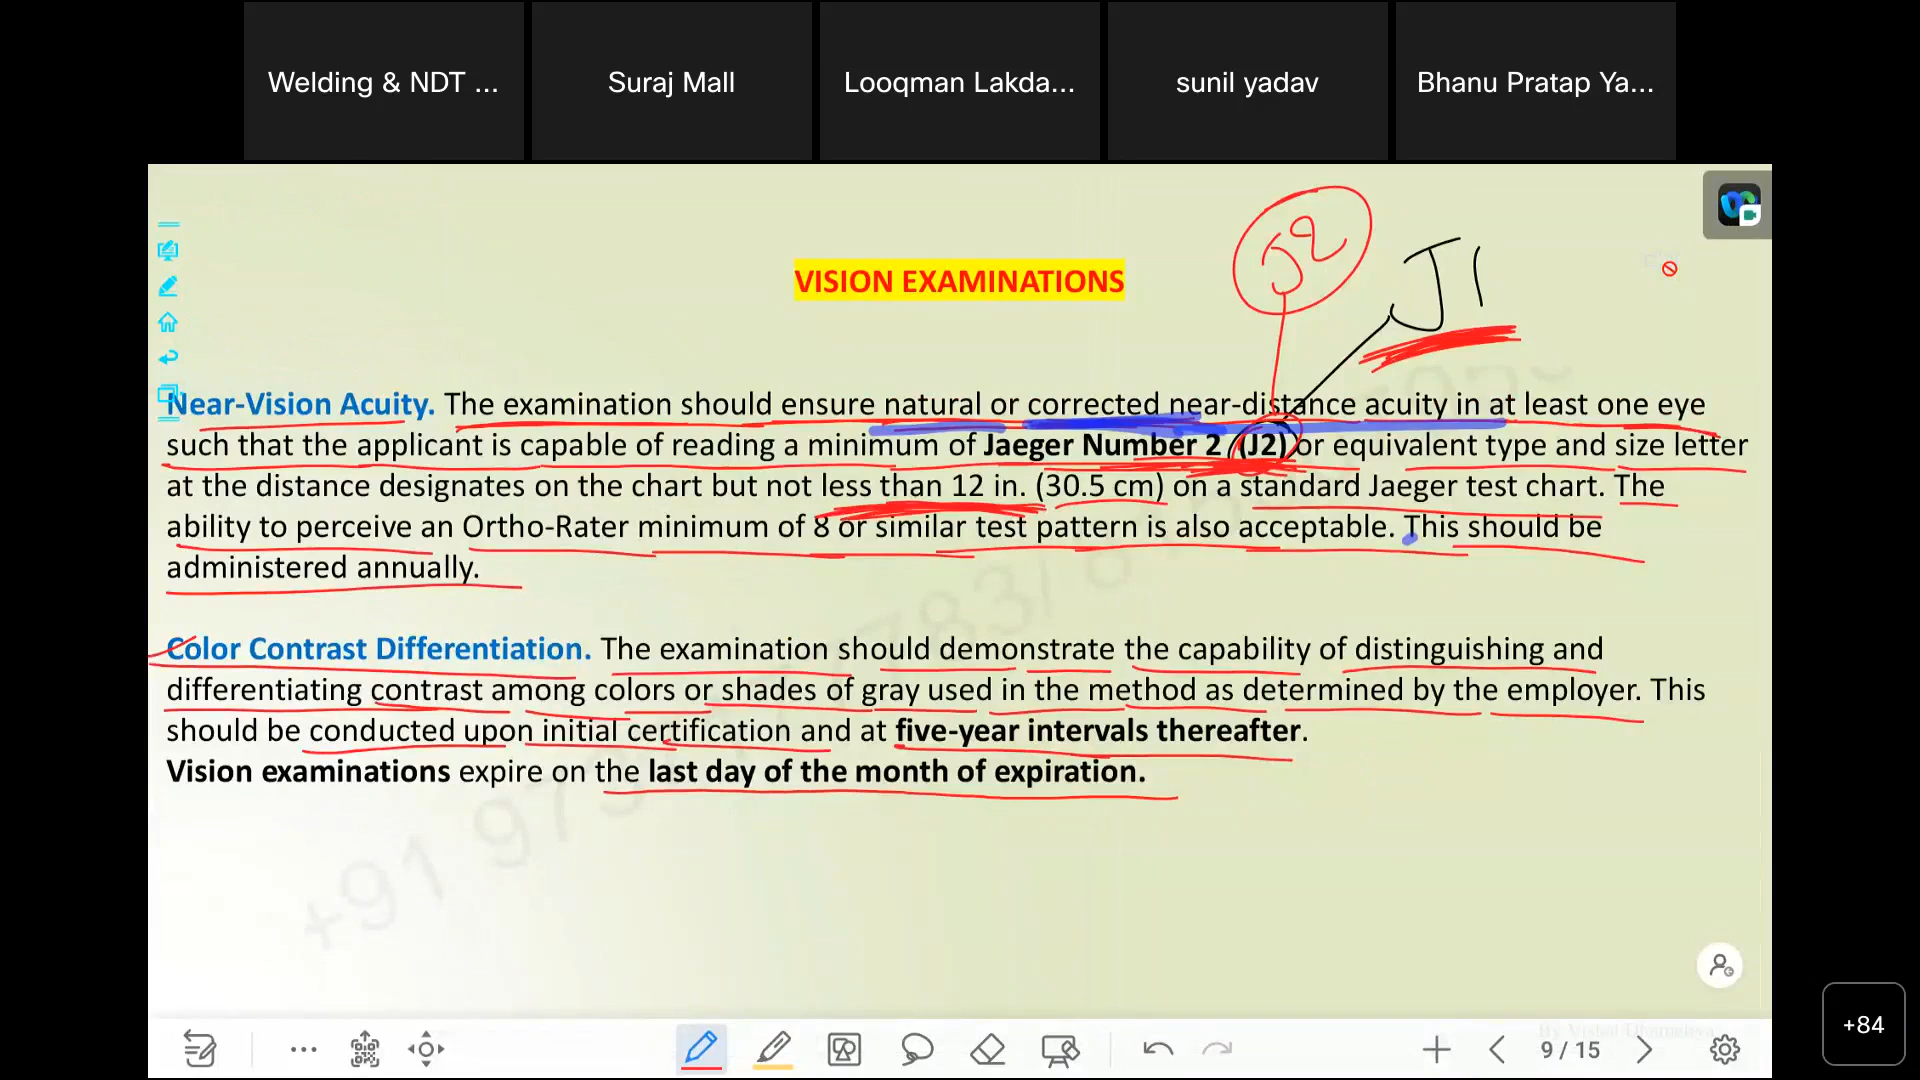 Welding & NDT ...
Suraj Mall
Looqman Lakda...
sunil yadav
Bhanu Pratap Ya...
J2
J1
VISION EXAMINATIONS
Near-Vision Acuity. The examination should ensure natural or corrected near-distance acuity in at least one eye
such that the applicant is capable of reading a minimum of Jaeger Number 2 (J2) or equivalent type and size letter
at the distance designates on the chart but not less than 12 in. (30.5 cm) on a standard Jaeger test chart. The
ability to perceive an Ortho-Rater minimum of 8 or similar test pattern is also acceptable. This should be
administered annually.
Color Contrast Differentiation. The examination should demonstrate the capability of distinguishing and
differentiating contrast among colors or shades of gray used in the method as determined by the employer. This
should be conducted upon initial certification and at five-year intervals thereafter.
Vision examinations expire on the last day of the month of expiration.
9 / 15
+84